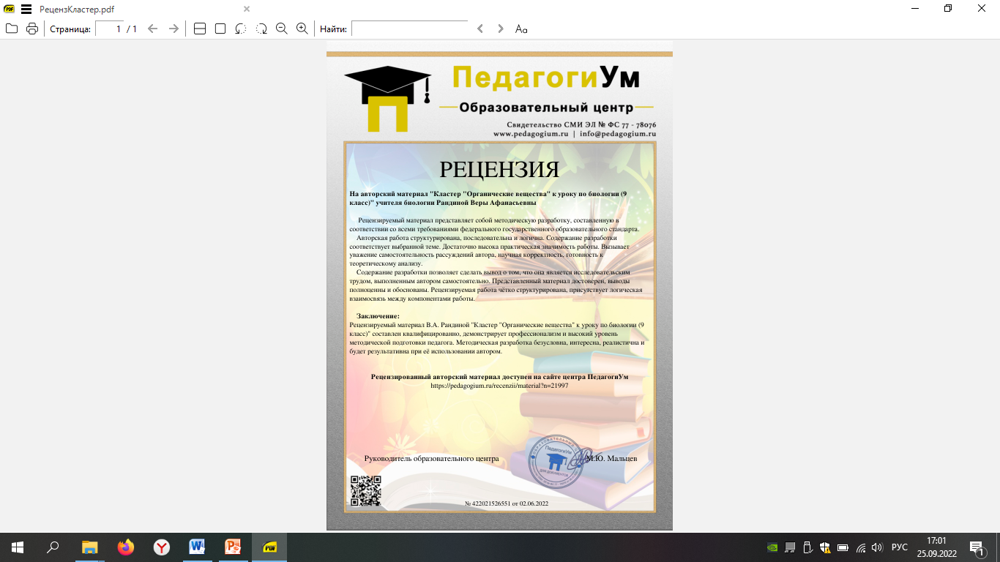 РецензКластер.pdf
Страница: 1 / 1
Найти:
Aa
ПедагогиУм
Образовательный центр
Свидетельство СМИ ЭЛ № ФС 77 - 78076
www.pedagogium.ru | info@pedagogium.ru
РЕЦЕНЗИЯ
На авторский материал "Кластер "Органические вещества" к уроку по биологии (9
класс)" учителя биологии Рандиной Веры Афанасьевны
Рецензируемый материал представляет собой методическую разработку, составленную в
соответствии со всеми требованиями федерального государственного образовательного стандарта.
Авторская работа структурирована, последовательна и логична. Содержание разработки
соответствует выбранной теме. Достаточно высока практическая значимость работы. Вызывает
уважение самостоятельность рассуждений автора, научная корректность, готовность к
теоретическому анализу.
Содержание разработки позволяет сделать вывод о том, что она является исследовательским
трудом, выполненным автором самостоятельно. Представленный материал достоверен, выводы
полноценны и обоснованы. Рецензируемая работа чётко структурирована, присутствует логическая
взаимосвязь между компонентами работы.
Заключение:
Рецензируемый материал В.А. Рандиной "Кластер "Органические вещества" к уроку по биологии (9
класс)" составлен квалифицированно, демонстрирует профессионализм и высокий уровень
методической подготовки педагога. Методическая разработка безусловна, интересна, реалистична и
будет результативна при её использовании автором.
Рецензированный авторский материал доступен на сайте центра ПедагогиУм
https://pedagogium.ru/recenzii/material?n=21997
ПедагогиУм
ДЛЯ ДОКУМЕНТОВ
Руководитель образовательного центра М.Ю. Мальцев
№ 422021526551 от 02.06.2022
РУС
17:01
25.09.2022
1